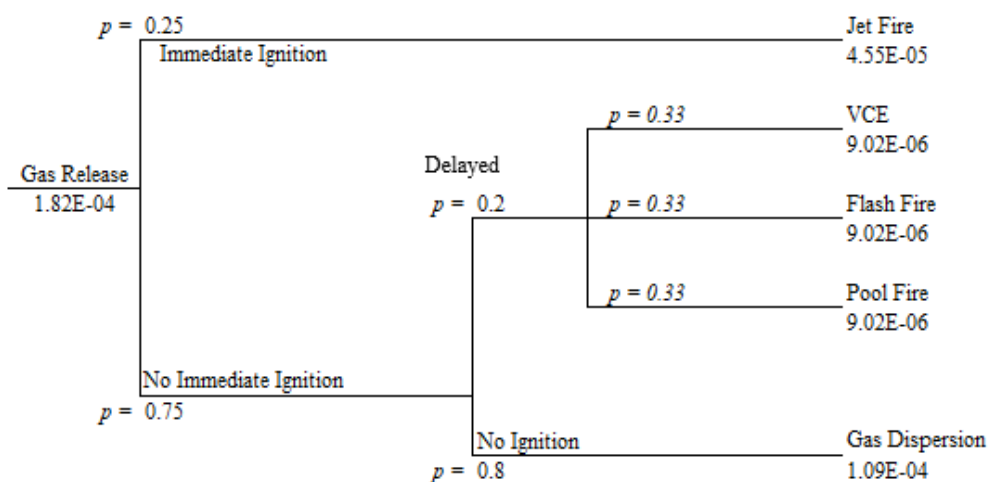 p = 0.25
Jet Fire
Immediate Ignition
4.55E-05
p = 0.33
VCE
9.02E-06
Delayed
Gas Release
1.82E-04
p = 0.2
p = 0.33
Flash Fire
9.02E-06
p = 0.33
Pool Fire
9.02E-06
No Immediate Ignition
p = 0.75
No Ignition
Gas Dispersion
p = 0.8
1.09E-04